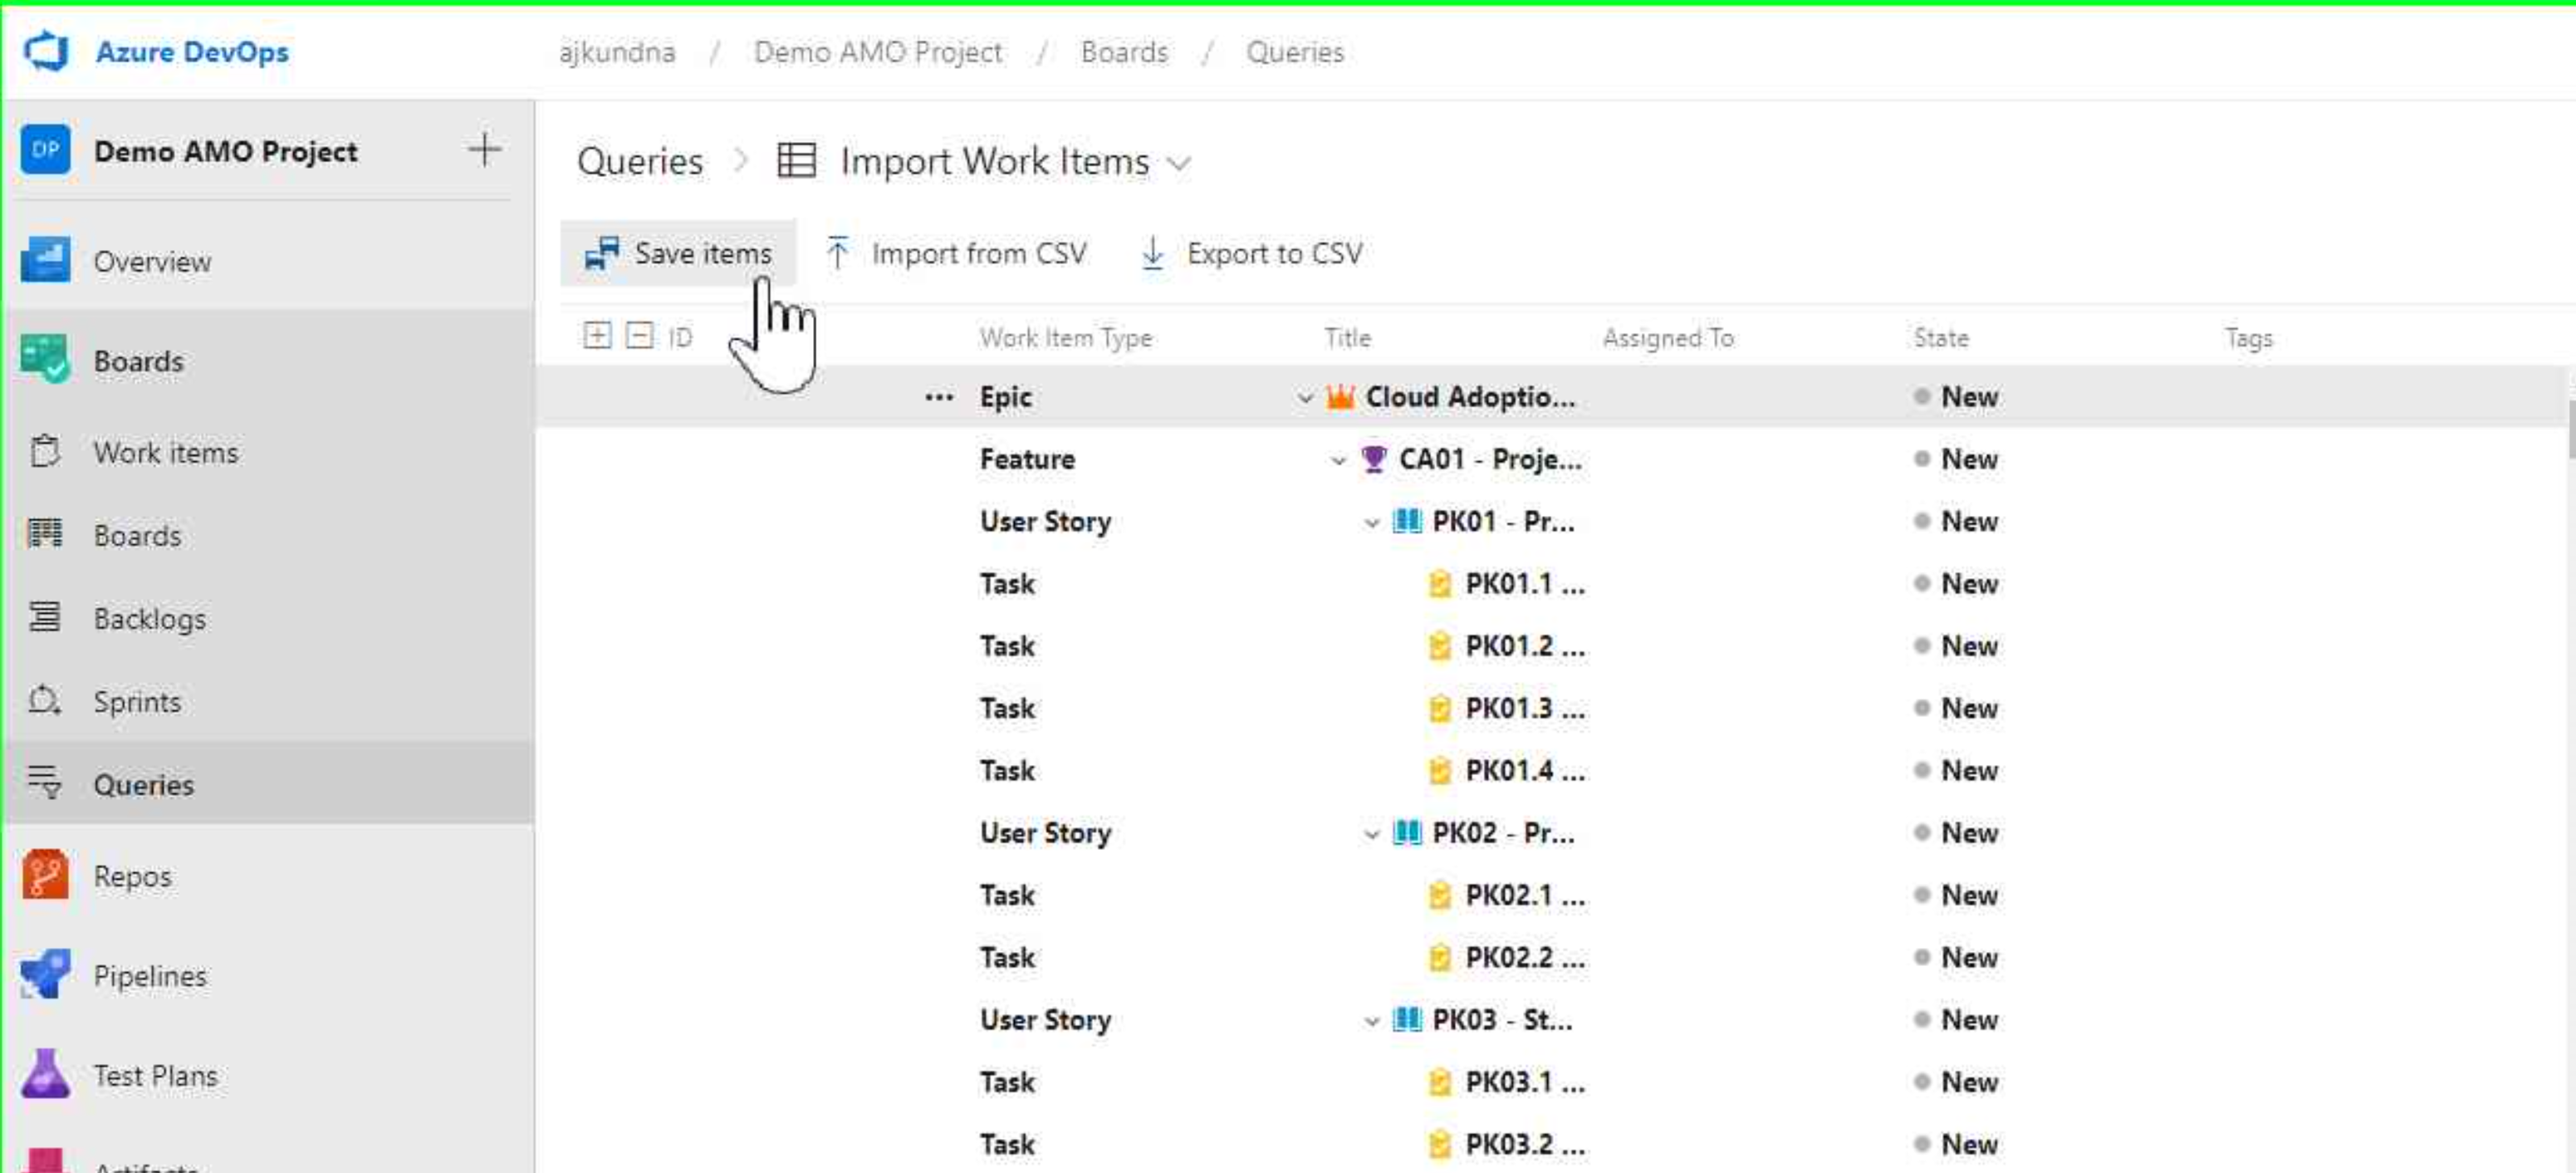 Azure DevOps
ajkundna / Demo AMO Project / Boards / Queries
DP Demo AMO Project
Overview
Boards
Work items
Boards
Backlogs
Sprints
Queries
Repos
Pipelines
Test Plans
Artifacts
Queries > Import Work Items
Save items Import from CSV Export to CSV
ID Work Item Type Title Assigned To State Tags
... Epic Cloud Adoptio... New
Feature CA01 - Proje... New
User Story PK01 - Pr... New
Task PK01.1 ... New
Task PK01.2 ... New
Task PK01.3 ... New
Task PK01.4 ... New
User Story PK02 - Pr... New
Task PK02.1 ... New
Task PK02.2 ... New
User Story PK03 - St... New
Task PK03.1 ... New
Task PK03.2 ... New